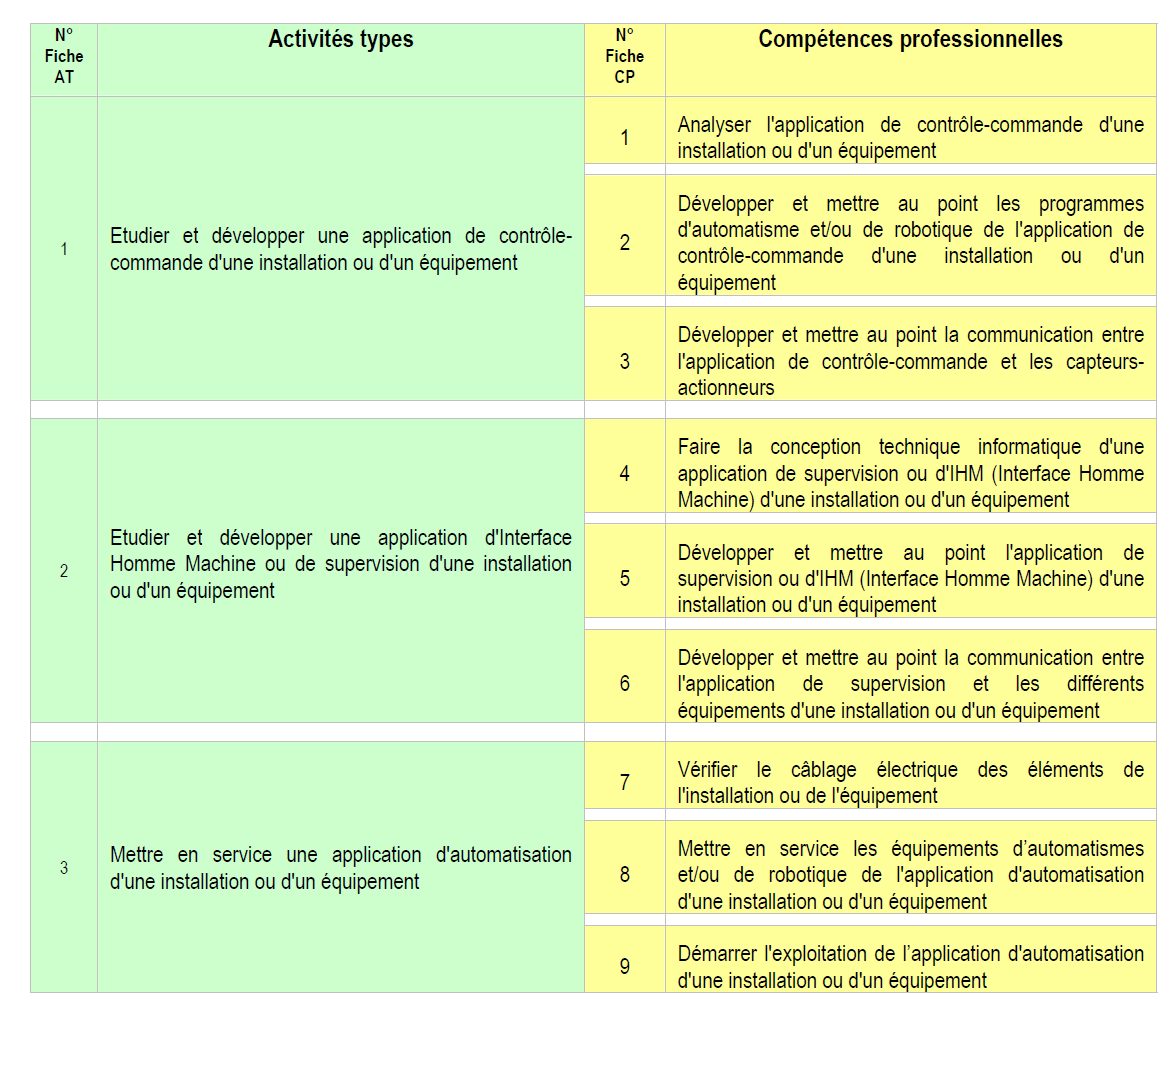 N°
Fiche
AT
Activités types
N°
Fiche
CP
Compétences professionnelles
1
Etudier et développer une application de contrôle-
commande d'une installation ou d'un équipement
1
Analyser l'application de contrôle-commande d'une
installation ou d'un équipement
2
Développer et mettre au point les programmes
d'automatisme et/ou de robotique de l'application de
contrôle-commande d'une installation ou d'un
équipement
3
Développer et mettre au point la communication entre
l'application de contrôle-commande et les capteurs-
actionneurs
2
Etudier et développer une application d'Interface
Homme Machine ou de supervision d'une installation
ou d'un équipement
4
Faire la conception technique informatique d'une
application de supervision ou d'IHM (Interface Homme
Machine) d'une installation ou d'un équipement
5
Développer et mettre au point l'application de
supervision ou d'IHM (Interface Homme Machine) d'une
installation ou d'un équipement
6
Développer et mettre au point la communication entre
l'application de supervision et les différents
équipements d'une installation ou d'un équipement
3
Mettre en service une application d'automatisation
d'une installation ou d'un équipement
7
Vérifier le câblage électrique des éléments de
l'installation ou de l'équipement
8
Mettre en service les équipements d’automatismes
et/ou de robotique de l'application d'automatisation
d'une installation ou d'un équipement
9
Démarrer l'exploitation de l’application d'automatisation
d'une installation ou d'un équipement